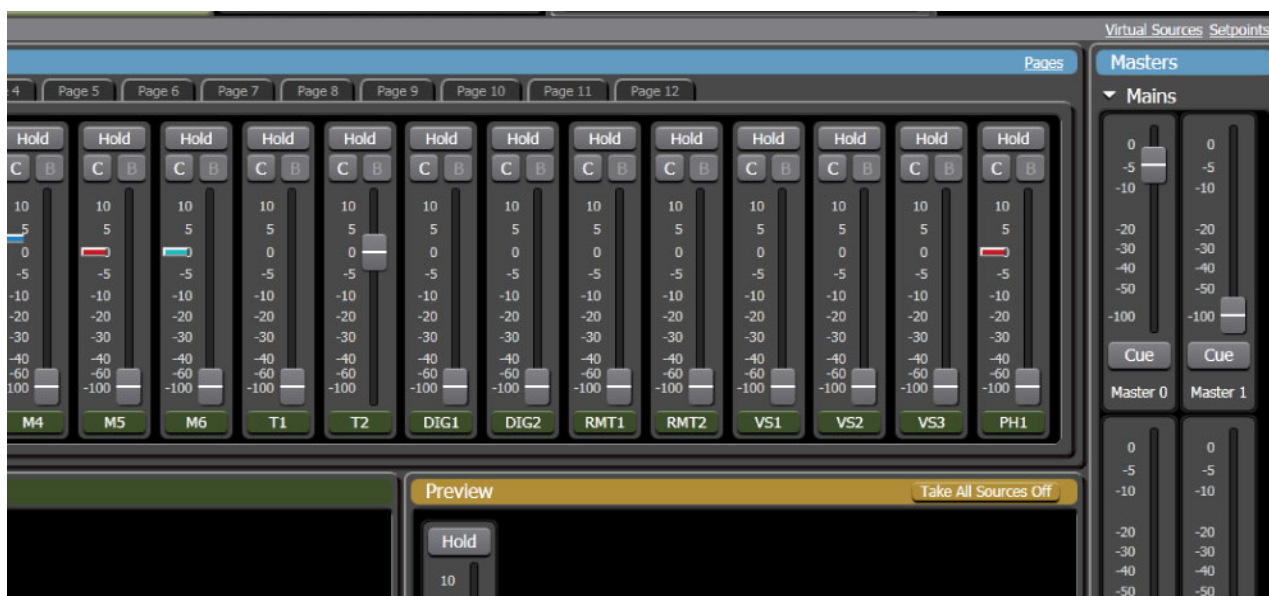 Virtual Sources Setpoints
Pages
Masters
4 Page 5 Page 6 Page 7 Page 8 Page 9 Page 10 Page 11 Page 12
Mains
Hold Hold Hold Hold Hold Hold Hold Hold Hold Hold Hold Hold Hold
C B C B C B C B C B C B C B C B C B C B C B C B C B
10 10 10 10 10 10 10 10 10 10 10 10 10
5 5 5 5 5 5 5 5 5 5 5 5 5
0 0 0 0 0 0 0 0 0 0 0 0 0
-5 -5 -5 -5 -5 -5 -5 -5 -5 -5 -5 -5 -5
-10 -10 -10 -10 -10 -10 -10 -10 -10 -10 -10 -10 -10
-20 -20 -20 -20 -20 -20 -20 -20 -20 -20 -20 -20 -20
-30 -30 -30 -30 -30 -30 -30 -30 -30 -30 -30 -30 -30
-40 -40 -40 -40 -40 -40 -40 -40 -40 -40 -40 -40 -40
-60 -60 -60 -60 -60 -60 -60 -60 -60 -60 -60 -60 -60
100 -100 -100 -100 -100 -100 -100 -100 -100 -100 -100 -100 -100
M4 M5 M6 T1 T2 DIG1 DIG2 RMT1 RMT2 VS1 VS2 VS3 PH1
0 0
-5 -5
-10 -10
-20 -20
-30 -30
-40 -40
-50 -50
-100 -100
Cue Cue
Master 0 Master 1
0 0
-5 -5
-10 -10
-20 -20
-30 -30
-40 -40
-50 -50
Preview Take All Sources Off
Hold
10